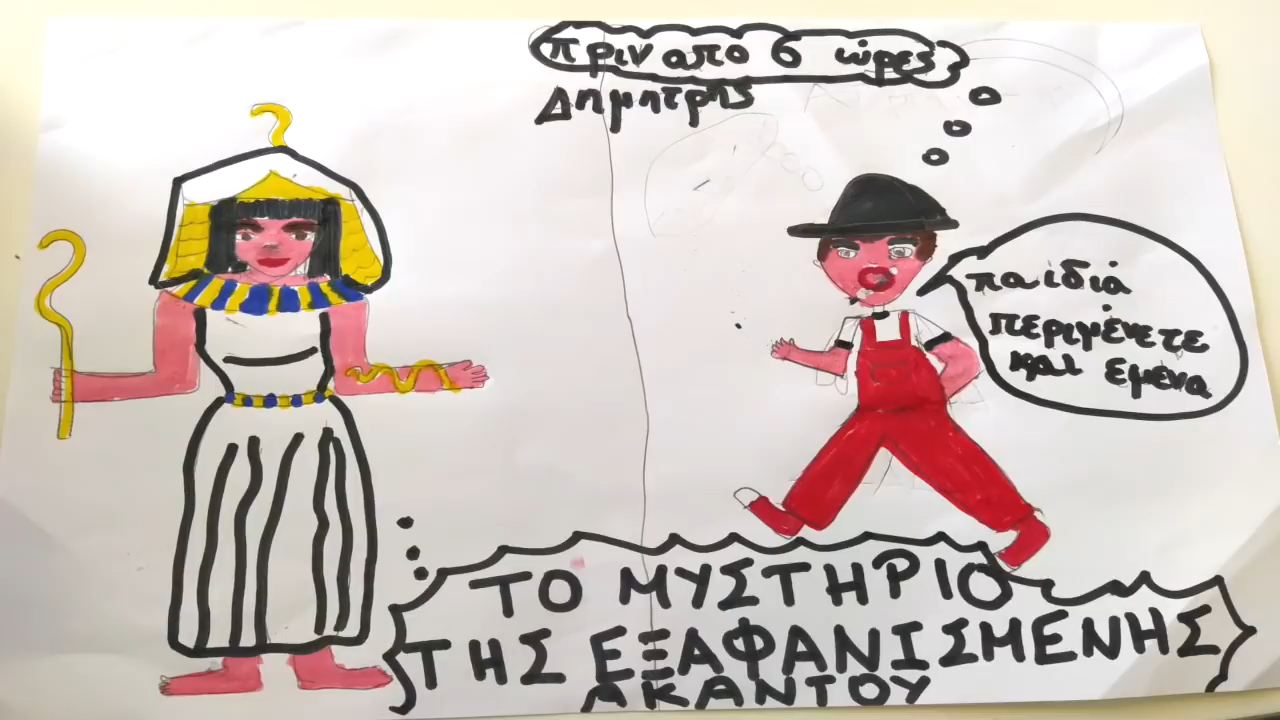 πριν απο 6 ώρες
Δημητρης
παιδιά
περιμένετε
και εμένα
ΤΟ ΜΥΣΤΗΡΙΟ
ΤΗΣ ΕΞΑΦΑΝΙΣΜΕΝΗΣ
ΑΚΑΝΤΟΥ